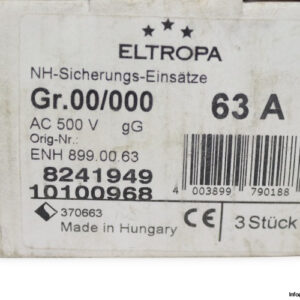 ELTROPA
NH-Sicherungs-Einsätze
Gr.00/000 63 A
AC 500 V gG
Orig-Nr.:
ENH 899.00.63
8241949
10100968
4 003899 790188
370663
Made in Hungary
CE
3 Stück